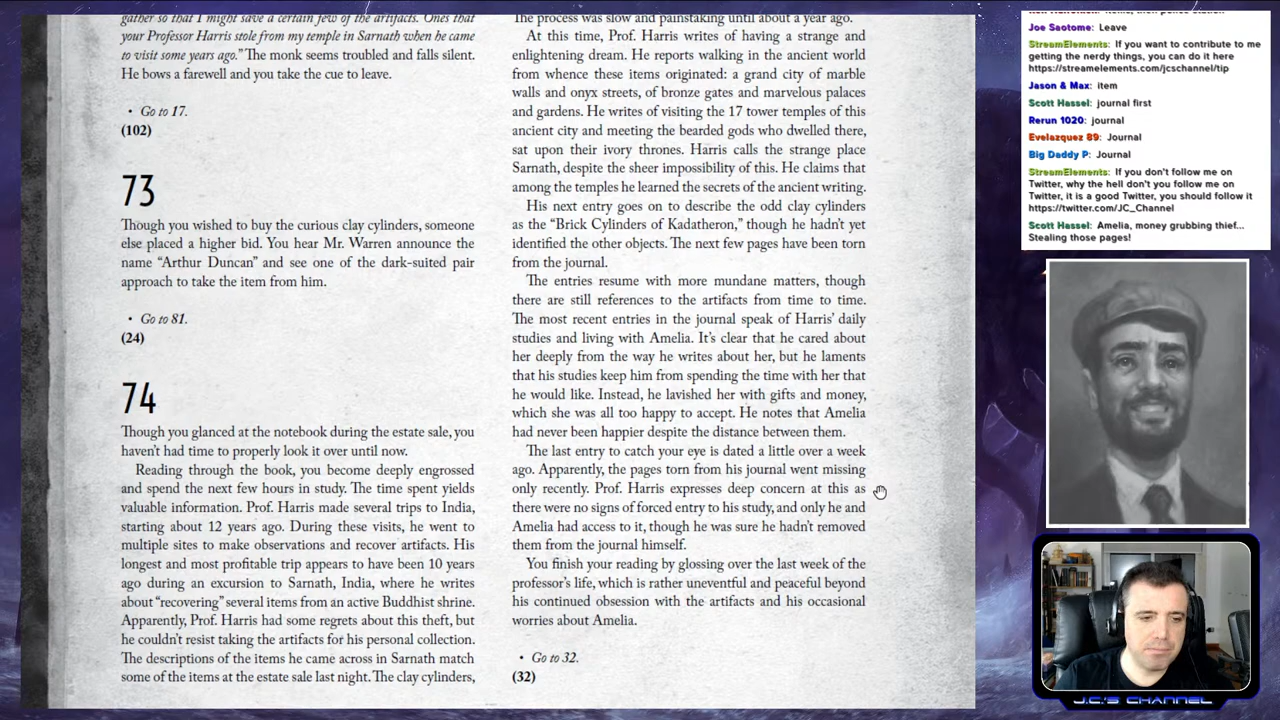 gather so that I might save a certain few of the artifacts. Ones that
your Professor Harris stole from my temple in Sarnath when he came
to visit some years ago." The monk seems troubled and falls silent.
He bows a farewell and you take the cue to leave.
• Go to 17.
(102)
73
Though you wished to buy the curious clay cylinders, someone
else placed a higher bid. You hear Mr. Warren announce the
name “Arthur Duncan” and see one of the dark-suited pair
approach to take the item from him.
• Go to 81.
(24)
74
Though you glanced at the notebook during the estate sale, you
haven’t had time to properly look it over until now.
Reading through the book, you become deeply engrossed
and spend the next few hours in study. The time spent yields
valuable information. Prof. Harris made several trips to India,
starting about 12 years ago. During these visits, he went to
multiple sites to make observations and recover artifacts. His
longest and most profitable trip appears to have been 10 years
ago during an excursion to Sarnath, India, where he writes
about “recovering” several items from an active Buddhist shrine.
Apparently, Prof. Harris had some regrets about this theft, but
he couldn’t resist taking the artifacts for his personal collection.
The descriptions of the items he came across in Sarnath match
some of the items at the estate sale last night. The clay cylinders,
The process was slow and painstaking until about a year ago.
At this time, Prof. Harris writes of having a strange and
enlightening dream. He reports walking in the ancient world
from whence these items originated: a grand city of marble
walls and onyx streets, of bronze gates and marvelous palaces
and gardens. He writes of visiting the 17 tower temples of this
ancient city and meeting the bearded gods who dwelled there,
sat upon their ivory thrones. Harris calls the strange place
Sarnath, despite the sheer impossibility of this. He claims that
among the temples he learned the secrets of the ancient writing.
His next entry goes on to describe the odd clay cylinders
as the “Brick Cylinders of Kadatheron,” though he hadn’t yet
identified the other objects. The next few pages have been torn
from the journal.
The entries resume with more mundane matters, though
there are still references to the artifacts from time to time.
The most recent entries in the journal speak of Harris’ daily
studies and living with Amelia. It’s clear that he cared about
her deeply from the way he writes about her, but he laments
that his studies keep him from spending the time with her that
he would like. Instead, he lavished her with gifts and money,
which she was all too happy to accept. He notes that Amelia
had never been happier despite the distance between them.
The last entry to catch your eye is dated a little over a week
ago. Apparently, the pages torn from his journal went missing
only recently. Prof. Harris expresses deep concern at this as
there were no signs of forced entry to his study, and only he and
Amelia had access to it, though he was sure he hadn’t removed
them from the journal himself.
You finish your reading by glossing over the last week of the
professor’s life, which is rather uneventful and peaceful beyond
his continued obsession with the artifacts and his occasional
worries about Amelia.
• Go to 32.
(32)
Joe Saotome: Leave
StreamElements: If you want to contribute to me
getting the nerdy things, you can do it here
https://streamelements.com/jcschannel/tip
Jason & Max: item
Scott Hassel: journal first
Rerun 1020: journal
Evelazquez 89: Journal
Big Daddy P: Journal
StreamElements: If you don't follow me on
Twitter, why the hell don't you follow me on
Twitter, it is a good Twitter, you should follow it
https://twitter.com/JC_Channel
Scott Hassel: Amelia, money grubbing thief...
Stealing those pages!
J.C.'S CHANNEL